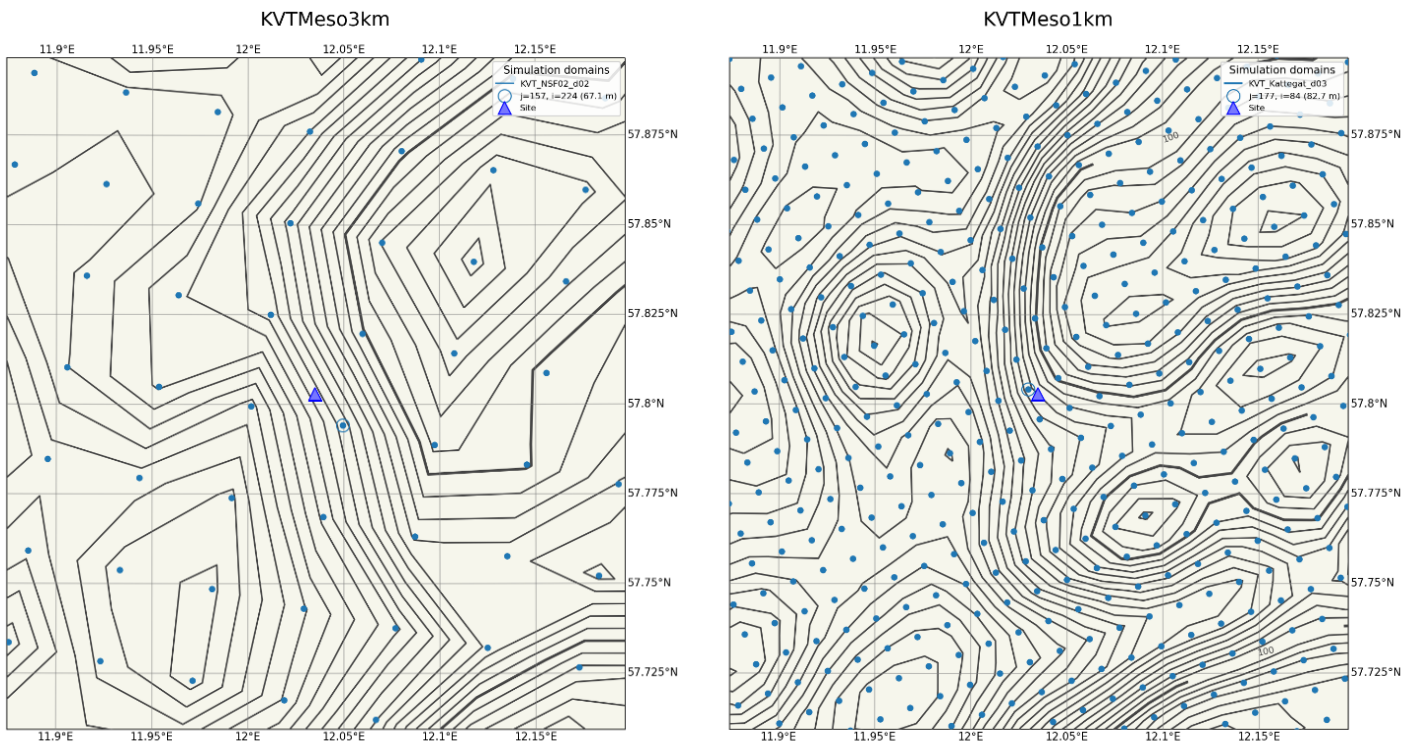 KVTMeso3km
11.9°E 11.95°E 12°E 12.05°E 12.1°E 12.15°E
Simulation domains
KVT_NSF02_d02
j=157, i=224 (67.1 m)
Site
57.875°N
57.85°N
57.825°N
57.8°N
57.775°N
57.75°N
57.725°N
11.9°E 11.95°E 12°E 12.05°E 12.1°E 12.15°E
KVTMeso1km
11.9°E 11.95°E 12°E 12.05°E 12.1°E 12.15°E
Simulation domains
KVT_Kattegat_d03
j=177, i=84 (82.7 m)
Site
100
57.875°N
57.85°N
57.825°N
57.8°N
57.775°N
57.75°N
100
57.725°N
11.9°E 11.95°E 12°E 12.05°E 12.1°E 12.15°E